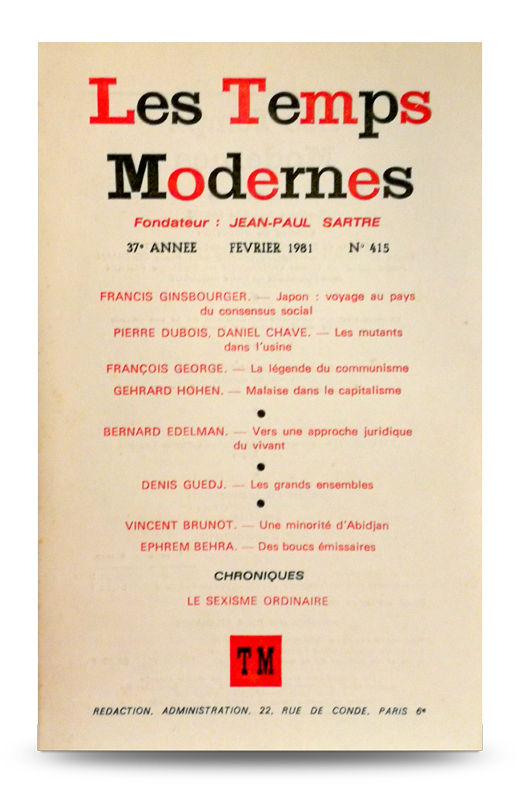 Les Temps
Modernes
Fondateur : JEAN-PAUL SARTRE
37e ANNEE FEVRIER 1981 N° 415
FRANCIS GINSBOURGER. — Japon : voyage au pays
du consensus social
PIERRE DUBOIS, DANIEL CHAVE. — Les mutants
dans l'usine
FRANÇOIS GEORGE. — La légende du communisme
GEHRARD HOHEN. — Malaise dans le capitalisme
●
BERNARD EDELMAN. — Vers une approche juridique
du vivant
●
DENIS GUEDJ. — Les grands ensembles
●
VINCENT BRUNOT. — Une minorité d'Abidjan
EPHREM BEHRA. — Des boucs émissaires
CHRONIQUES
LE SEXISME ORDINAIRE
TM
REDACTION, ADMINISTRATION, 22, RUE DE CONDE, PARIS 6e